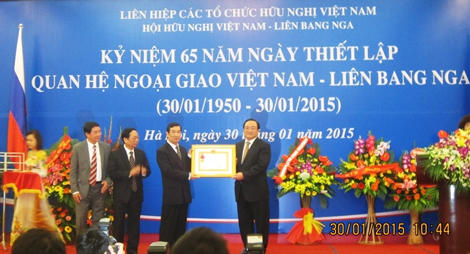 LIÊN HIỆP CÁC TỔ CHỨC HỮU NGHỊ VIỆT NAM
HỘI HỮU NGHỊ VIỆT NAM - LIÊN BANG NGA
KỶ NIỆM 65 NĂM NGÀY THIẾT LẬP
QUAN HỆ NGOẠI GIAO VIỆT NAM - LIÊN BANG NGA
(30/01/1950 - 30/01/2015)
Hà Nội, ngày 30 tháng 01 năm 2015
30/01/2015 10:44